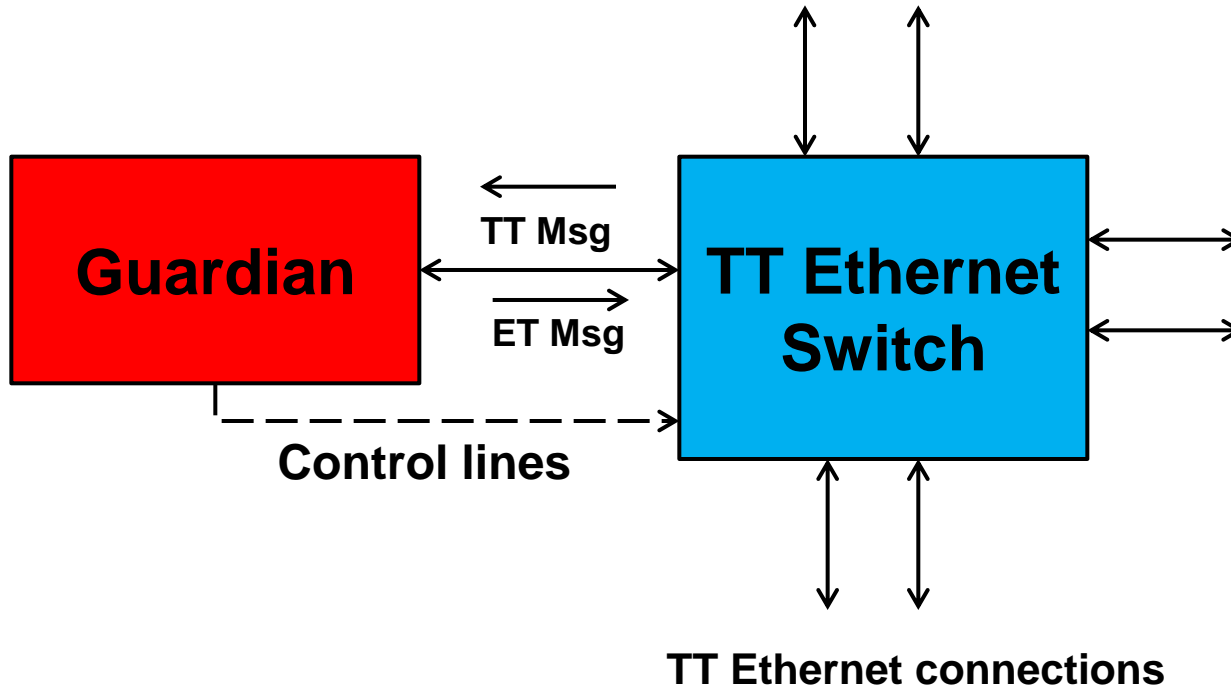 TT Msg
Guardian
TT Ethernet
Switch
ET Msg
Control lines
TT Ethernet connections